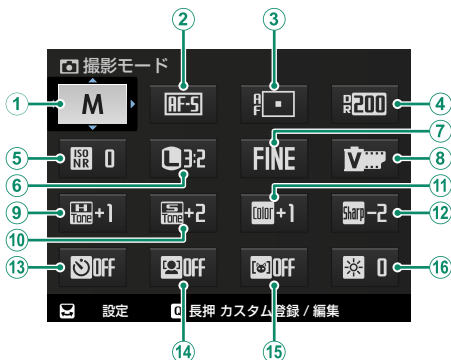 ② ③
撮影モード
① M AF-S AF DR200 ④
⑦
⑤ ISO NR 0 L 3:2 FINE V ⑧
⑥ ⑪
⑨ H Tone +1 S Tone +2 Color +1 Sharp -2 ⑫
⑩
⑬ OFF OFF OFF 0 ⑯
設定 Q 長押 カスタム登録 / 編集
⑭ ⑮